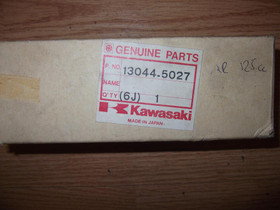 GENUINE PARTS
P. NO. 13044-5027
NAME
Q'TY (6J) 1
Kawasaki
MADE IN JAPAN